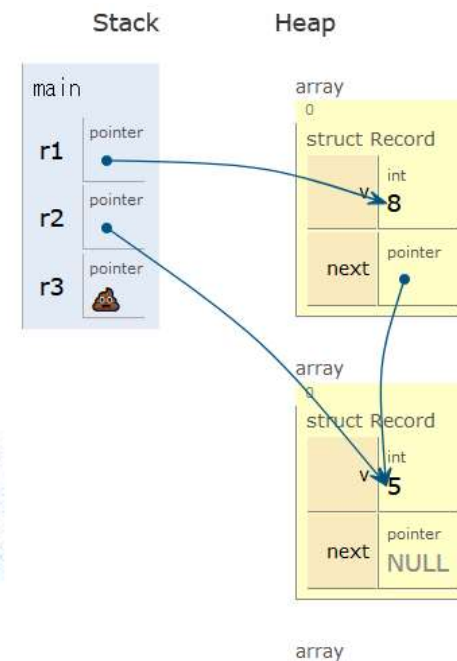 Stack Heap
main
r1 pointer
r2 pointer
r3 pointer
array
0
struct Record
v int
8
next pointer
array
0
struct Record
v int
5
next pointer
NULL
array